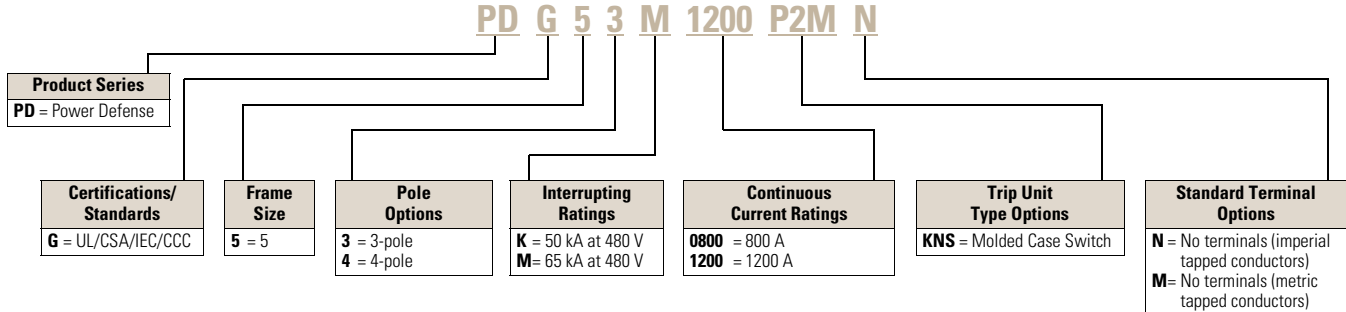 PD G 5 3 M 1200 P2M N
Product Series
PD = Power Defense
Certifications/
Standards
G = UL/CSA/IEC/CCC
Frame
Size
5 = 5
Pole
Options
3 = 3-pole
4 = 4-pole
Interrupting
Ratings
K = 50 kA at 480 V
M= 65 kA at 480 V
Continuous
Current Ratings
0800 = 800 A
1200 = 1200 A
Trip Unit
Type Options
KNS = Molded Case Switch
Standard Terminal
Options
N = No terminals (imperial
tapped conductors)
M= No terminals (metric
tapped conductors)